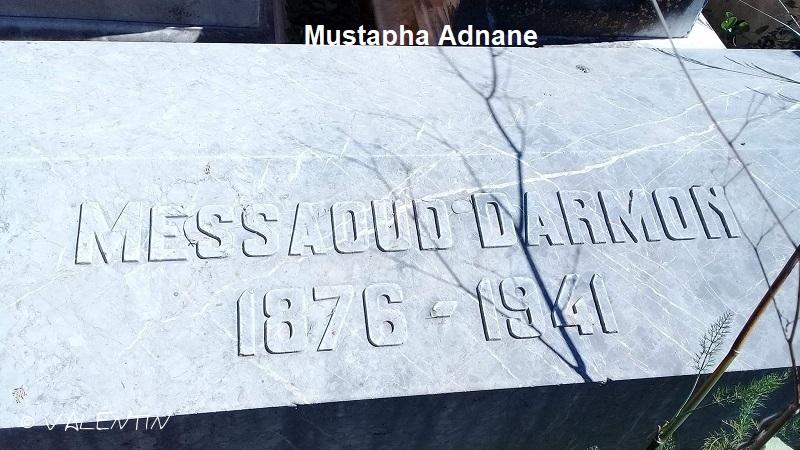 Mustapha Adnane
MESSAOUD DARMON
1876 - 1941
© VALENTIN